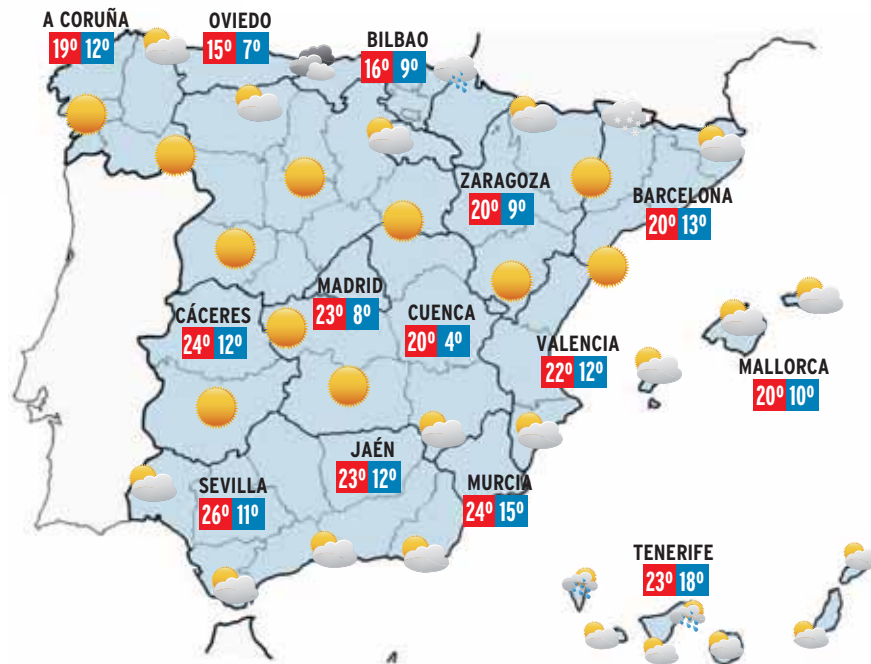 A CORUÑA
19º 12º
OVIEDO
15º 7º
BILBAO
16º 9º
ZARAGOZA
20º 9º
BARCELONA
20º 13º
MADRID
23º 8º
CÁCERES
24º 12º
CUENCA
20º 4º
VALENCIA
22º 12º
MALLORCA
20º 10º
JAÉN
23º 12º
SEVILLA
26º 11º
MURCIA
24º 15º
TENERIFE
23º 18º